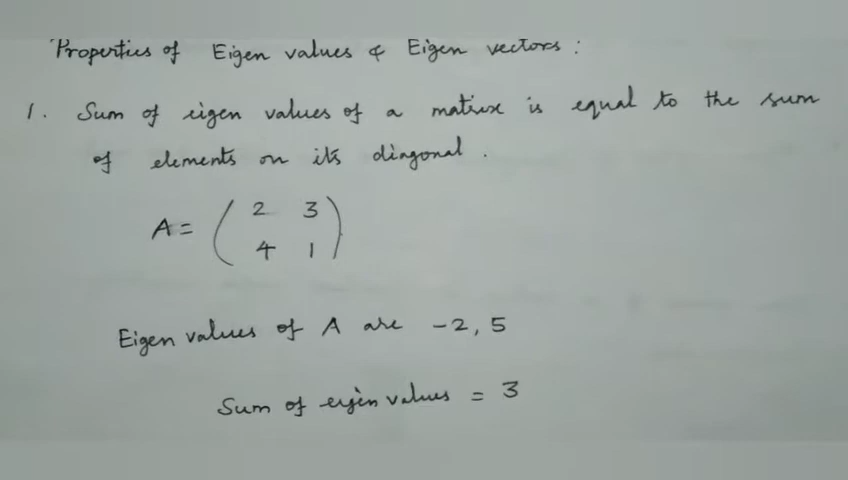 Properties of Eigen values & Eigen vectors :
1. Sum of eigen values of a matrix is equal to the sum
of elements on its diagonal .
A = ( 2 3
4 1 )
Eigen values of A are -2, 5
Sum of eigen values = 3